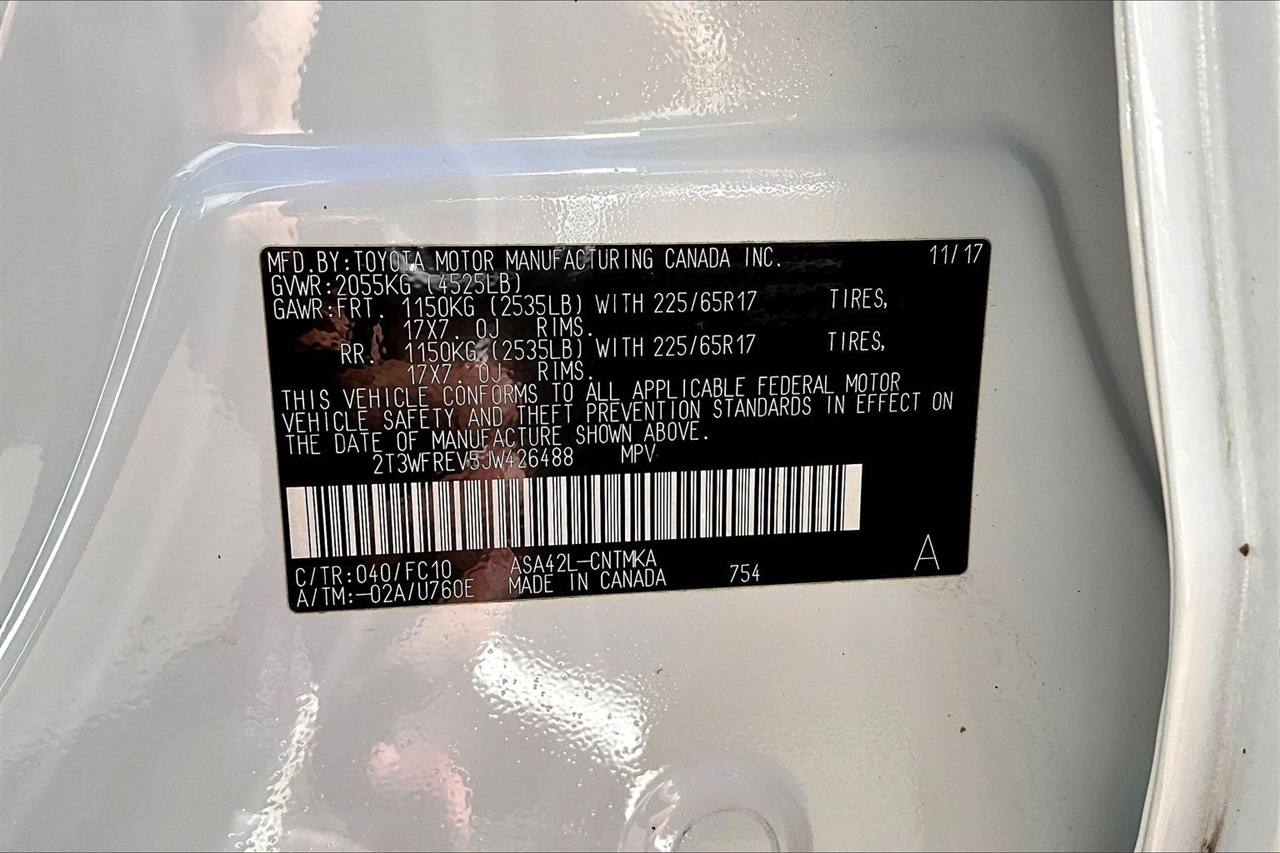 MFD.BY:TOYOTA MOTOR MANUFACTURING CANADA INC. 11/17
GVWR:2055KG (4525LB)
GAWR:FRT. 1150KG (2535LB) WITH 225/65R17 TIRES,
17X7. 0J RIMS.
RR. 1150KG (2535LB) WITH 225/65R17 TIRES,
17X7. 0J RIMS.
THIS VEHICLE CONFORMS TO ALL APPLICABLE FEDERAL MOTOR
VEHICLE SAFETY AND THEFT PREVENTION STANDARDS IN EFFECT ON
THE DATE OF MANUFACTURE SHOWN ABOVE.
2T3WFREV5JW426488 MPV
C/TR:040/FC10 ASA42L-CNTMKA
A/TM:-02A/U760E MADE IN CANADA 754 A